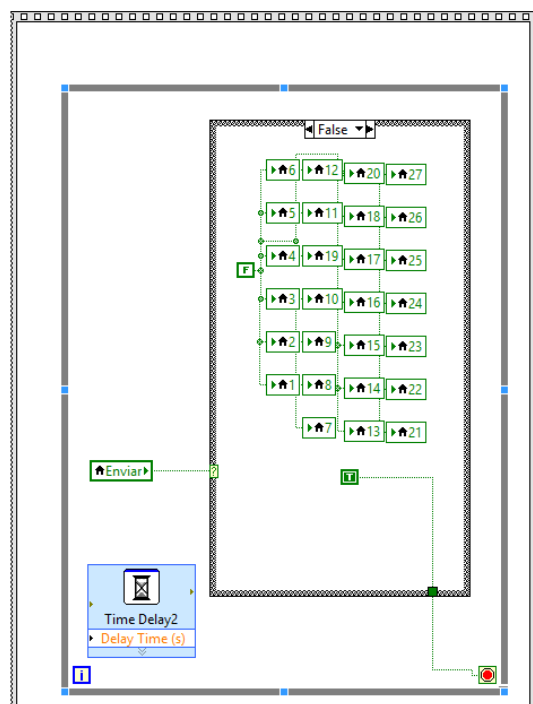 False
6 12 20 27
5 11 18 26
4 19 17 25
F
3 10 16 24
2 9 15 23
1 8 14 22
7 13 21
Enviar
?
T
Time Delay2
Delay Time (s)
i